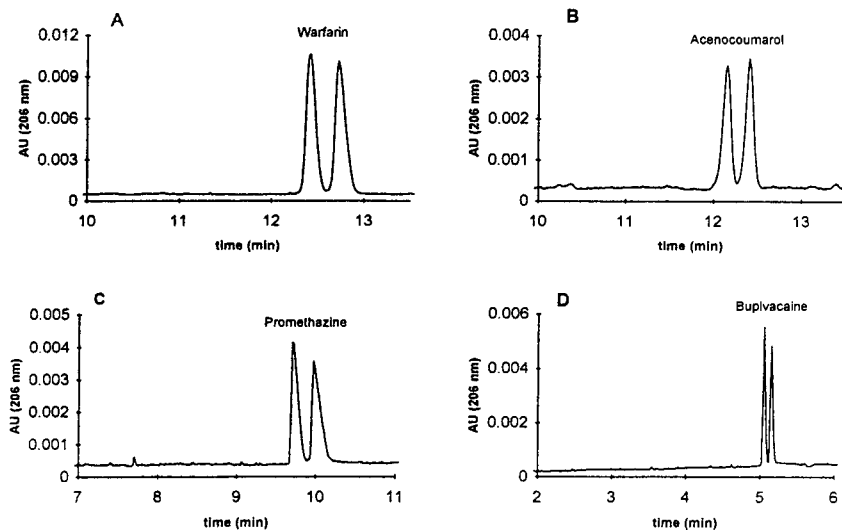 A
Warfarin
0.012
0.009
0.006
0.003
0
AU (206 nm)
10 11 12 13
time (min)
B
Acenocoumarol
0.004
0.003
0.002
0.001
0
AU (206 nm)
10 11 12 13
time (min)
C
Promethazine
0.005
0.004
0.003
0.002
0.001
0
AU (206 nm)
7 8 9 10 11
time (min)
D
Bupivacaine
0.006
0.004
0.002
0
AU (206 nm)
2 3 4 5 6
time (min)